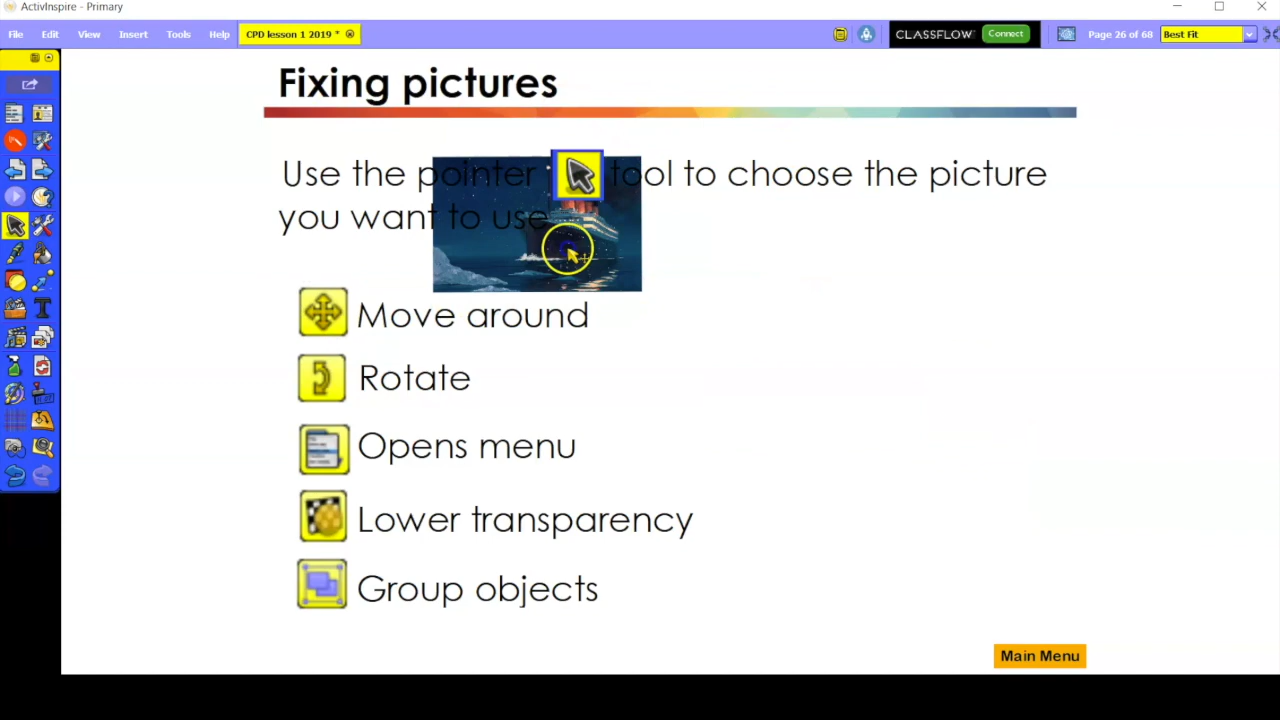 ActivInspire - Primary
File Edit View Insert Tools Help CPD lesson 1 2019 * CLASSFLOW Connect Page 26 of 68 Best Fit
Fixing pictures
Use the pointer tool to choose the picture
you want to use
Move around
Rotate
Opens menu
Lower transparency
Group objects
Main Menu